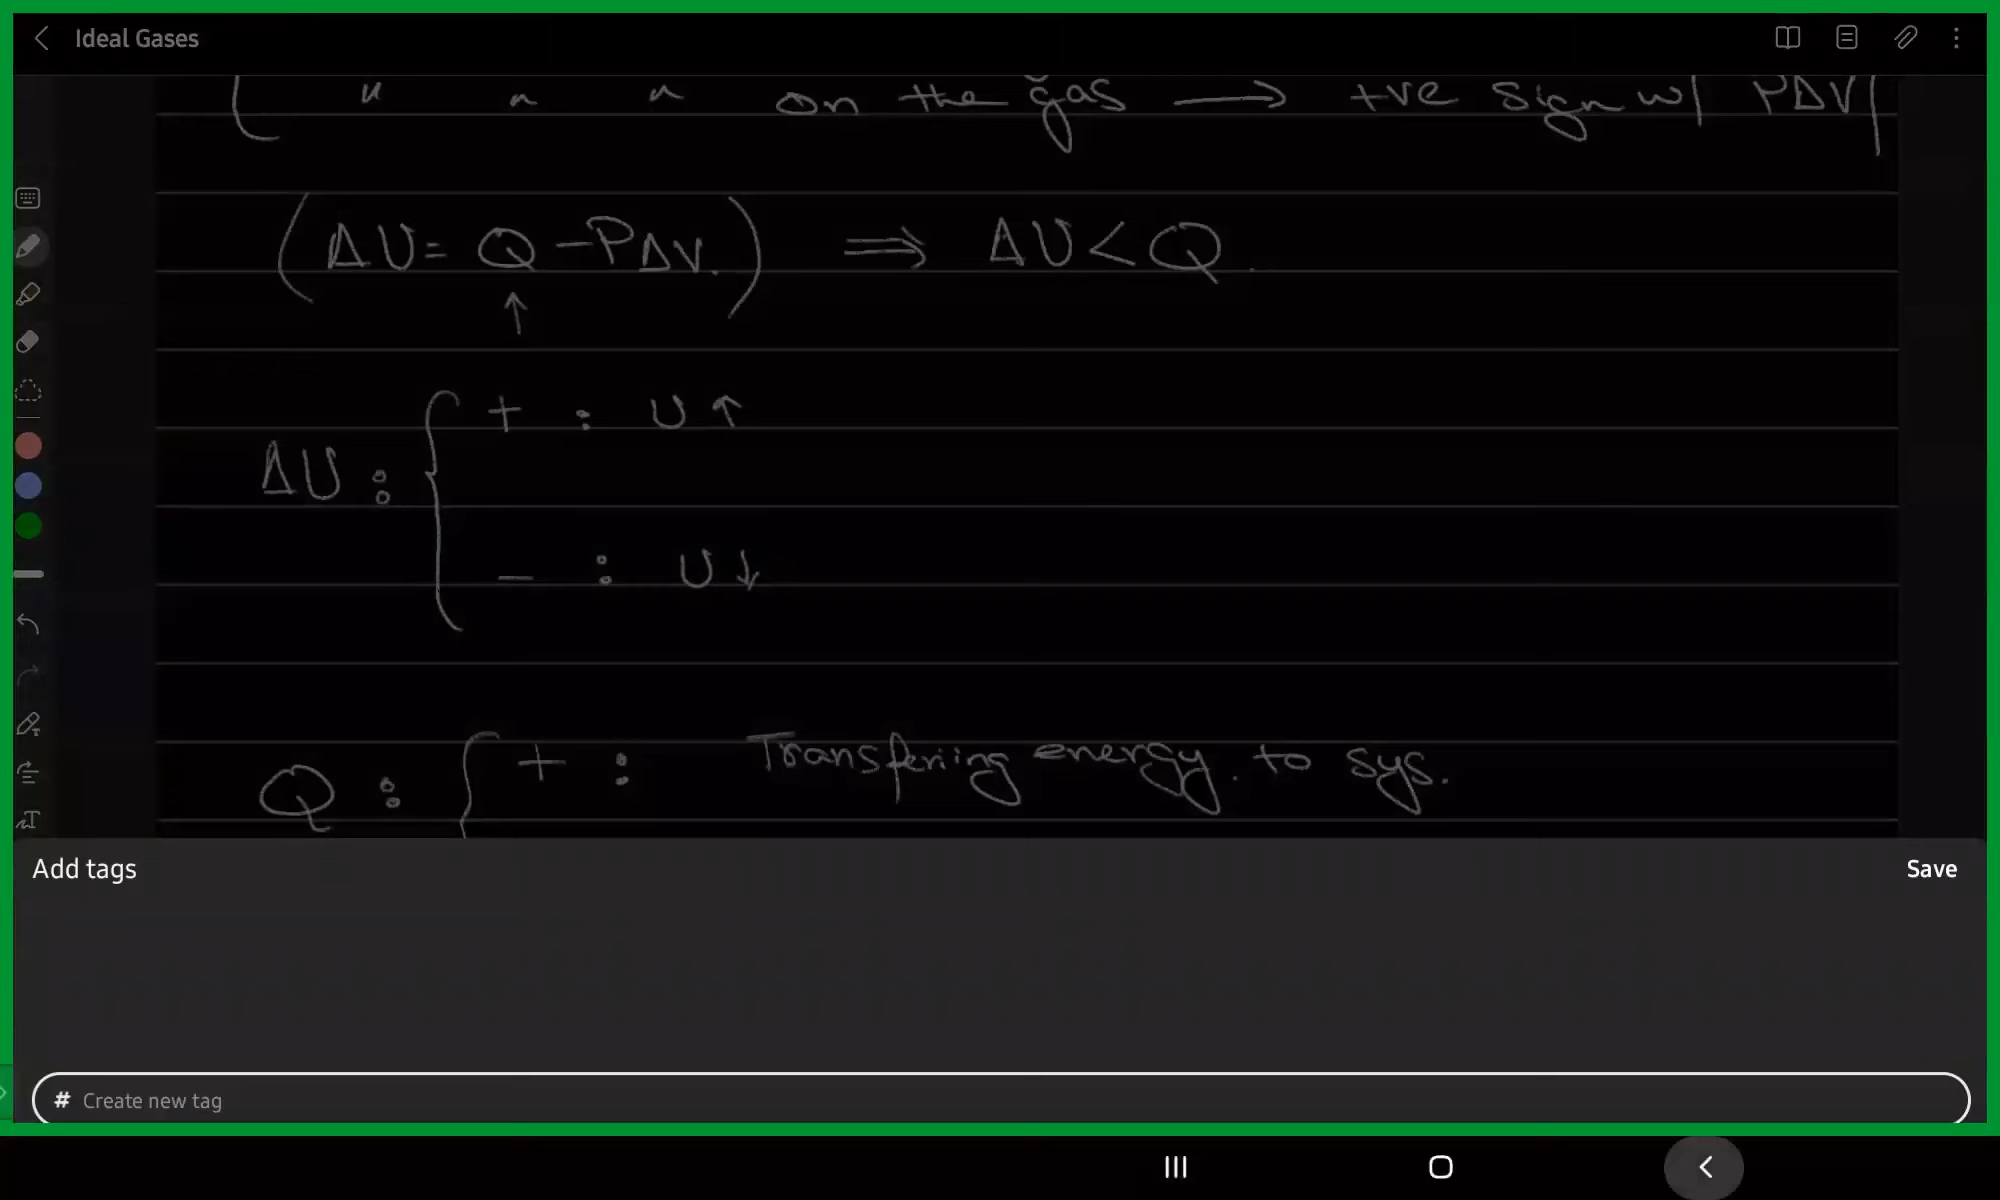 Ideal Gases
" " " on the gas → +ve sign w/ PΔV
(ΔU = Q − PΔV.) ⟹ ΔU < Q.
↑
+ : U ↑
ΔU :
− : U ↓
Q : + : Transfering energy. to sys.
Add tags
Save
# Create new tag